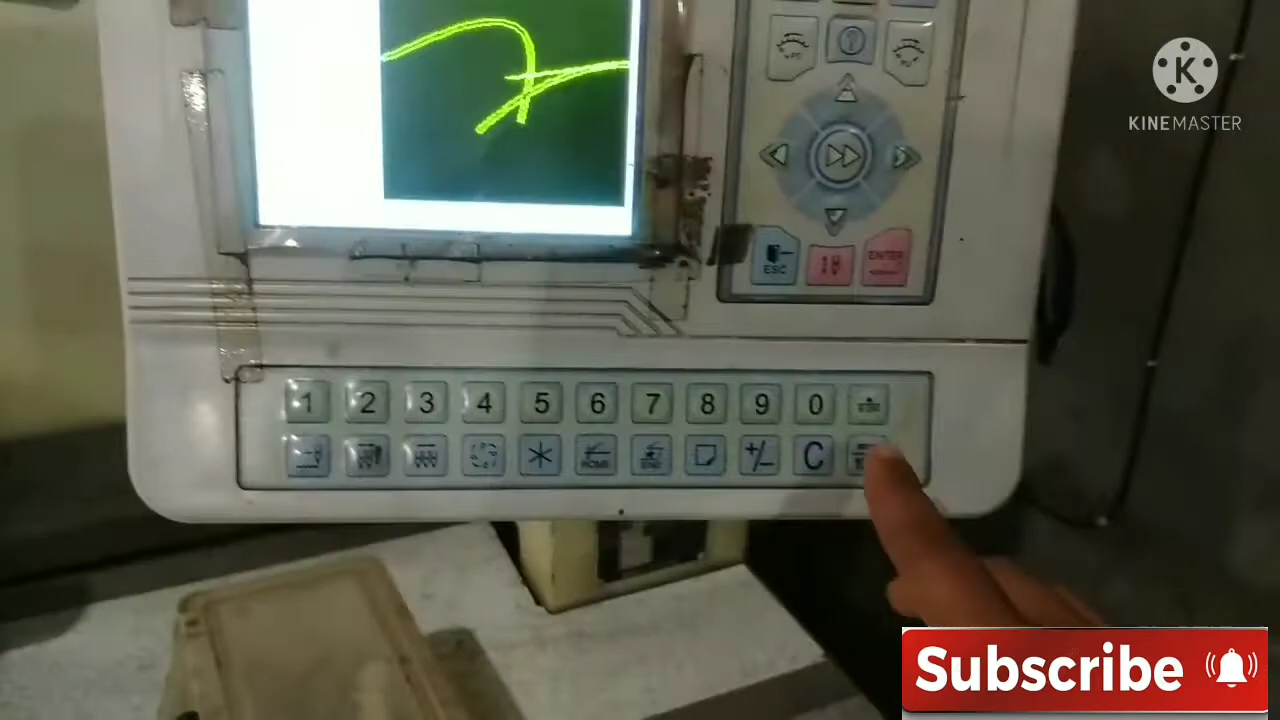 K
KINEMASTER
ESC
ENTER
1 2 3 4 5 6 7 8 9 0
HOME END +/- C
Subscribe